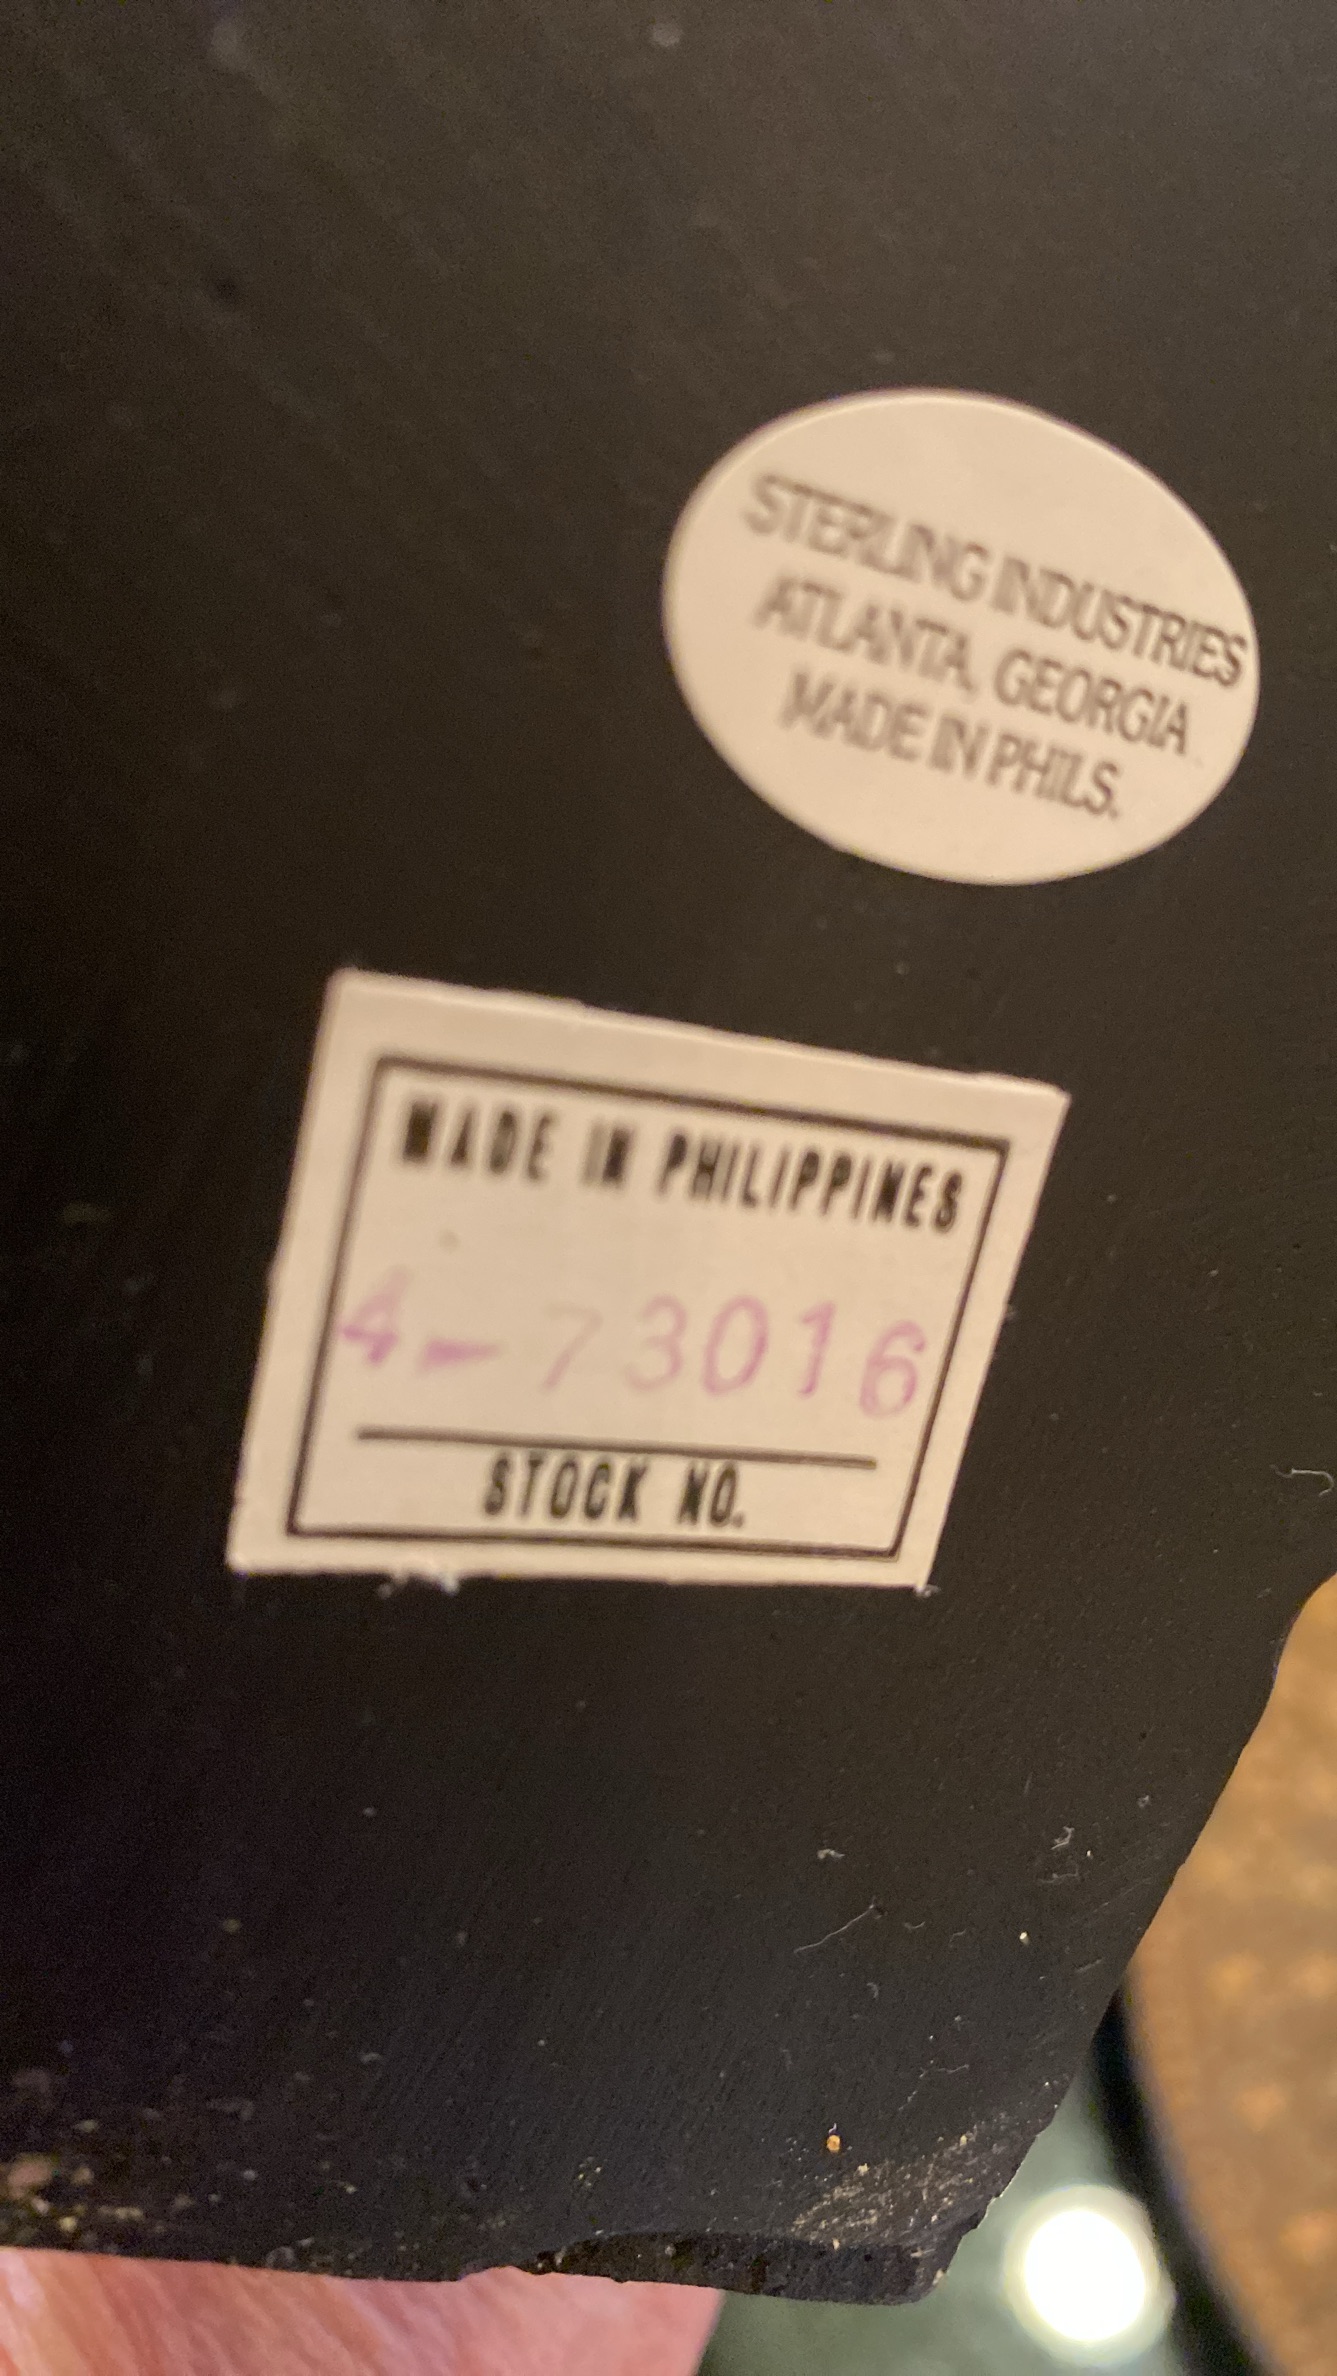 STERLING INDUSTRIES
ATLANTA, GEORGIA
MADE IN PHILS.
MADE IN PHILIPPINES
4-73016
STOCK NO.